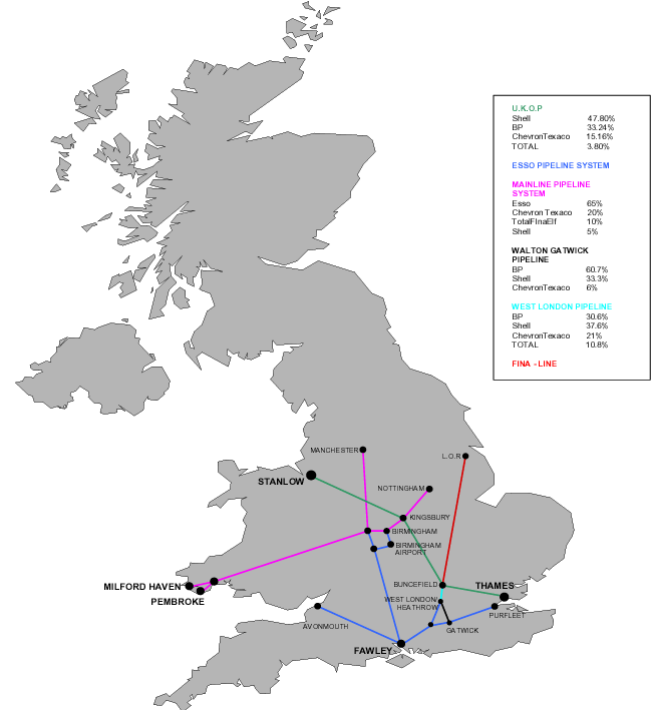 U.K.O.P
Shell 47.80%
BP 33.24%
ChevronTexaco 15.16%
TOTAL 3.80%
ESSO PIPELINE SYSTEM
MAINLINE PIPELINE
SYSTEM
Esso 65%
Chevron Texaco 20%
TotalFinaElf 10%
Shell 5%
WALTON GATWICK
PIPELINE
BP 60.7%
Shell 33.3%
ChevronTexaco 6%
WEST LONDON PIPELINE
BP 30.6%
Shell 37.6%
ChevronTexaco 21%
TOTAL 10.8%
FINA - LINE
MANCHESTER
L.O.R
STANLOW
NOTTINGHAM
KINGSBURY
BIRMINGHAM
BIRMINGHAM
AIRPORT
MILFORD HAVEN
PEMBROKE
BUNCEFIELD
THAMES
WEST LONDON/
HEATHROW
PURFLEET
AVONMOUTH
GATWICK
FAWLEY